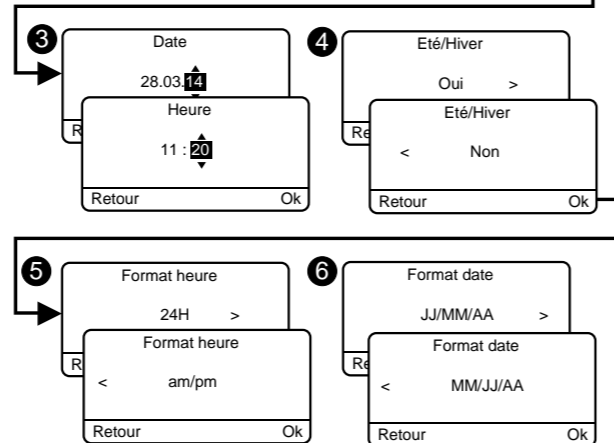 3
Date
28.03.14
R
Heure
11 : 20
Retour Ok
4
Eté/Hiver
Oui >
Re
Eté/Hiver
< Non
Retour Ok
5
Format heure
24H >
R
Format heure
< am/pm
Retour Ok
6
Format date
JJ/MM/AA >
Re
Format date
< MM/JJ/AA
Retour Ok